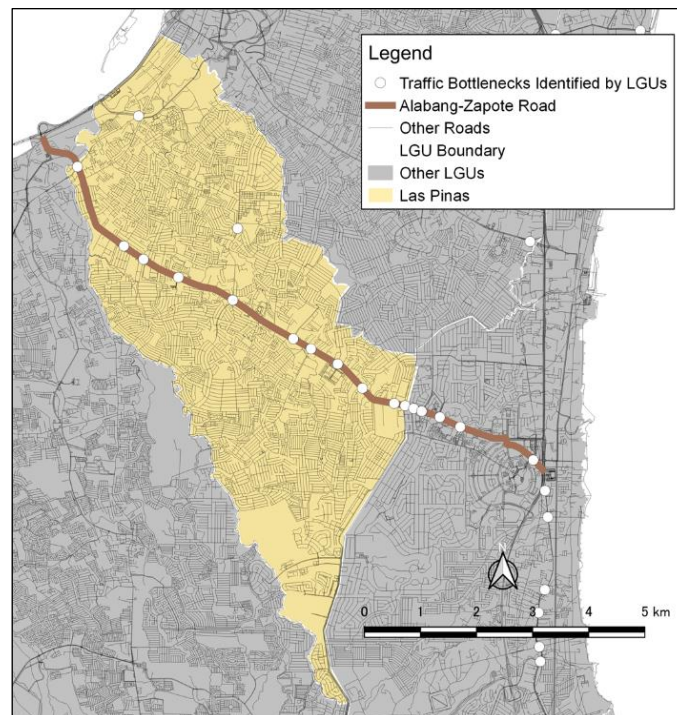 Legend
Traffic Bottlenecks Identified by LGUs
Alabang-Zapote Road
Other Roads
LGU Boundary
Other LGUs
Las Pinas
N
0 1 2 3 4 5 km